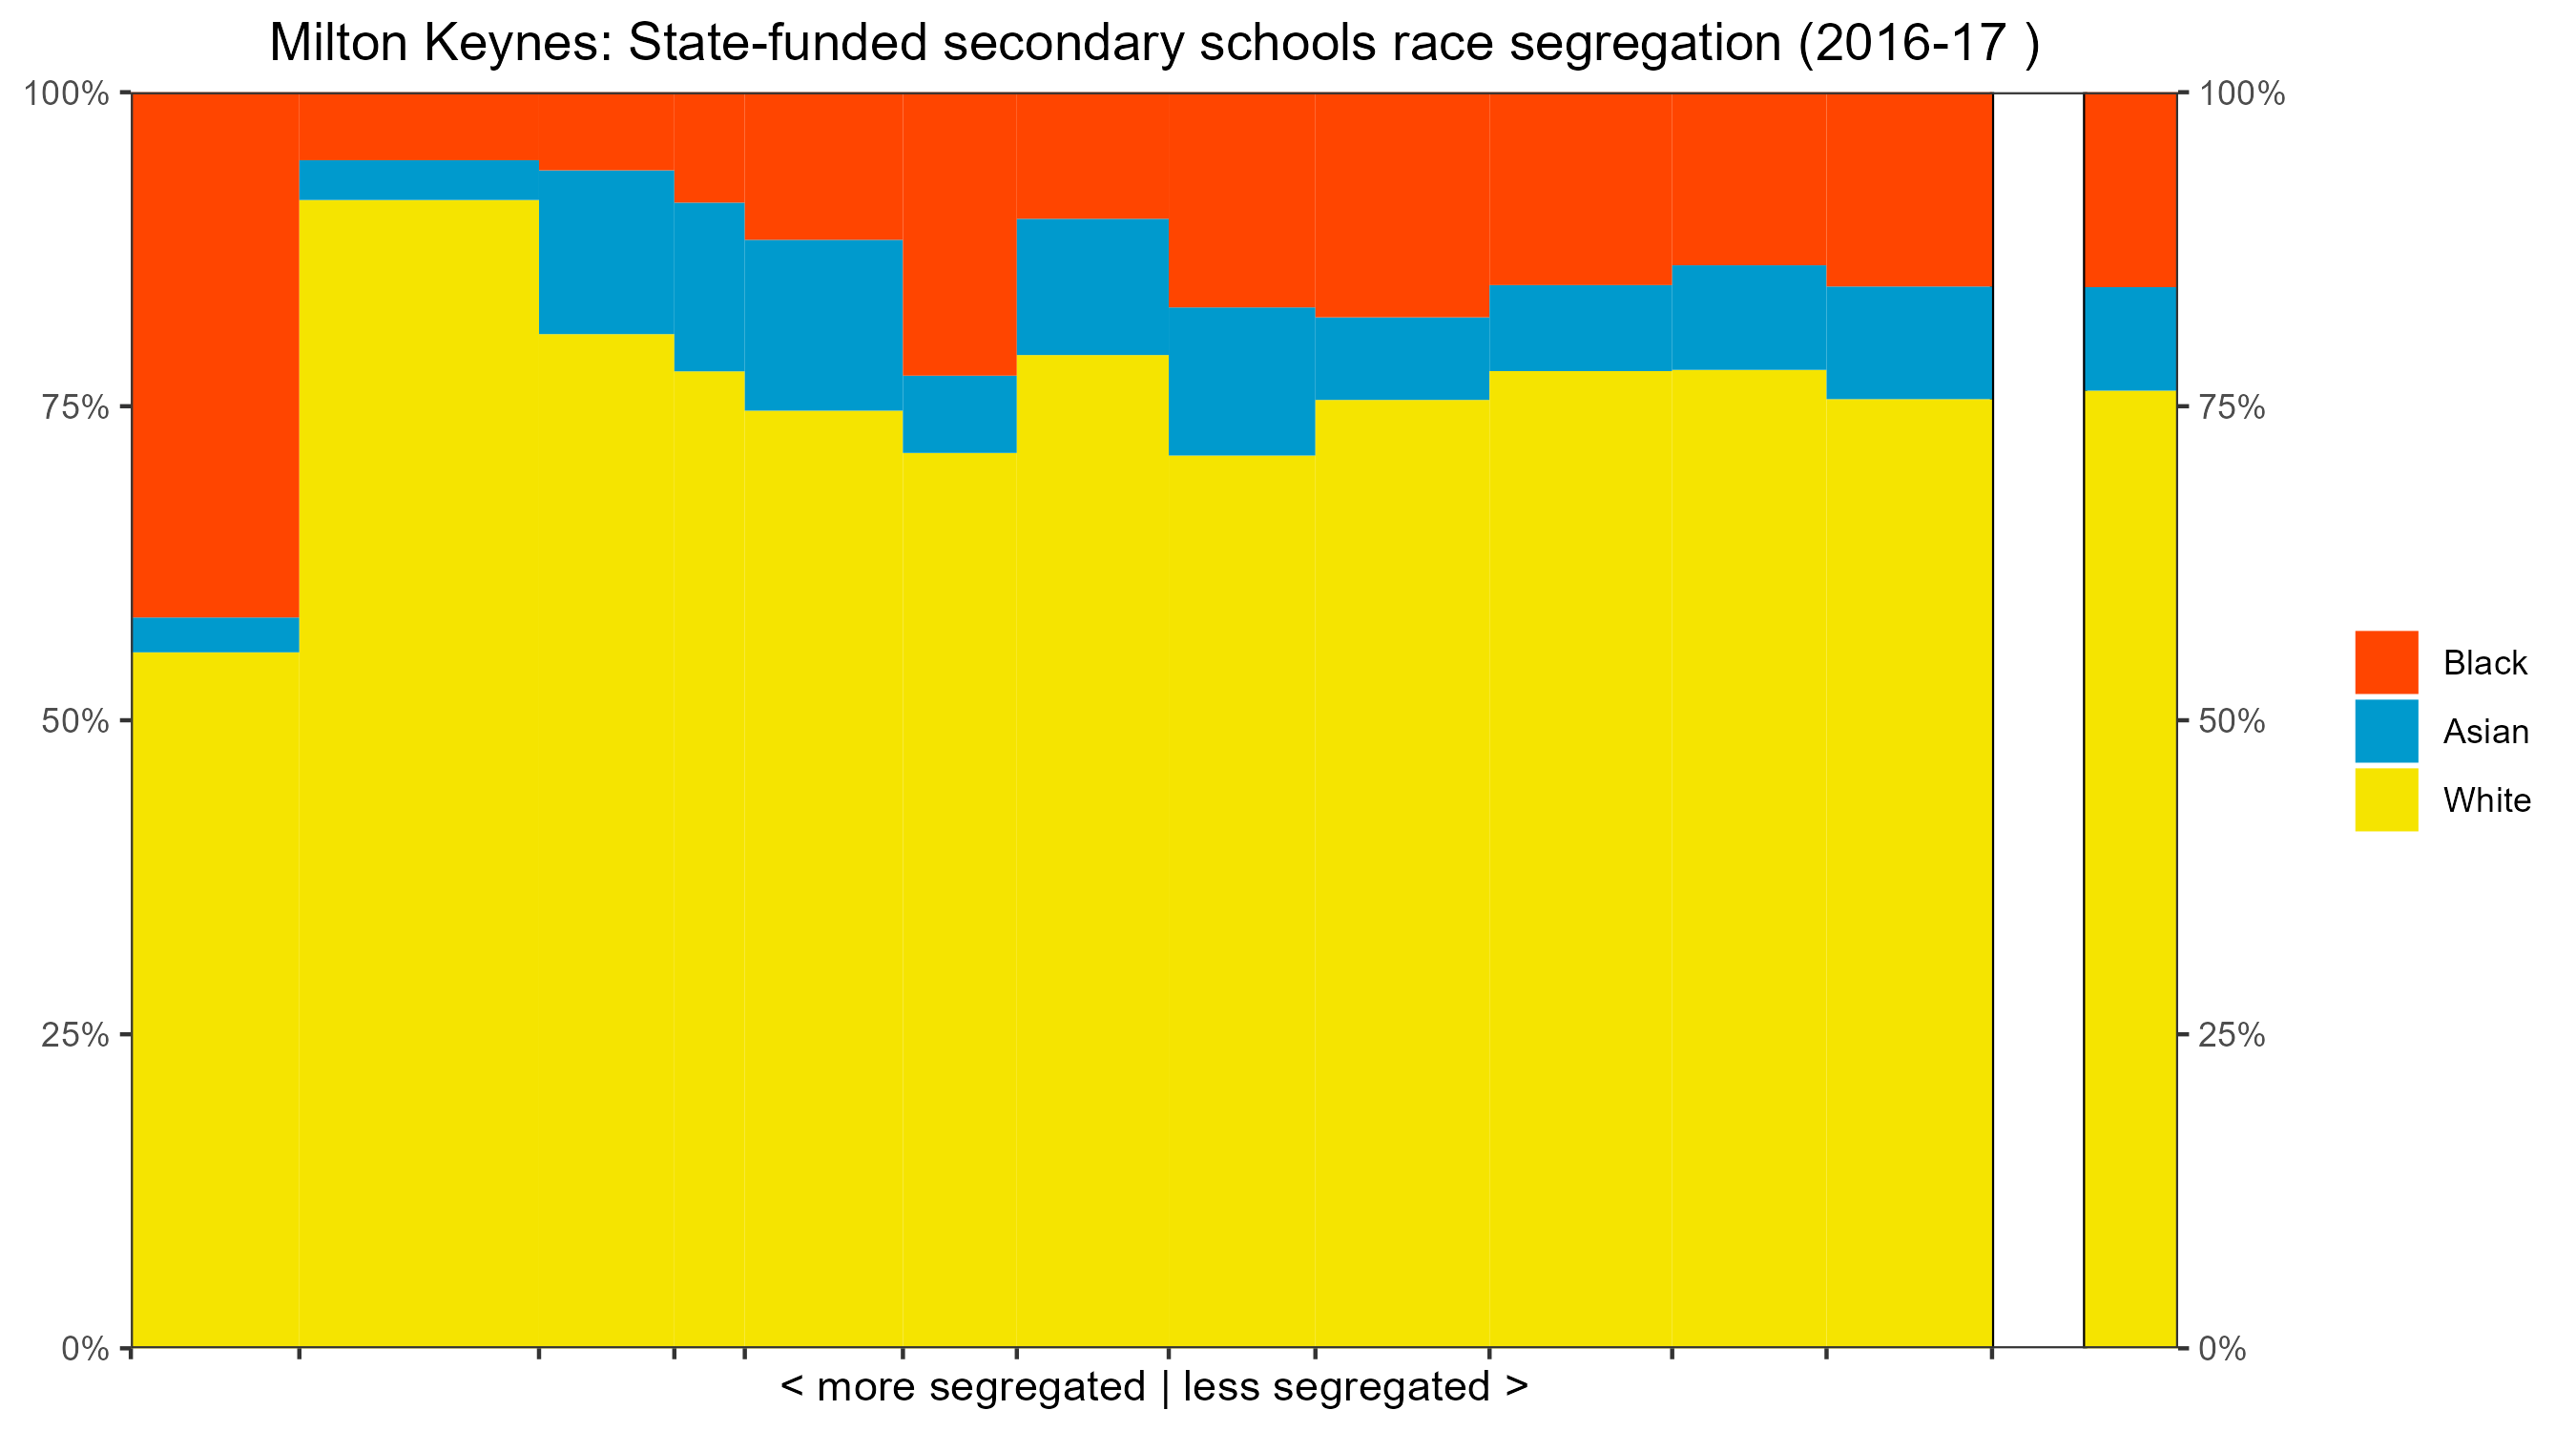 Milton Keynes: State-funded secondary schools race segregation (2016-17 )
100%
75%
50%
25%
0%
100%
75%
50%
25%
0%
Black
Asian
White
< more segregated | less segregated >